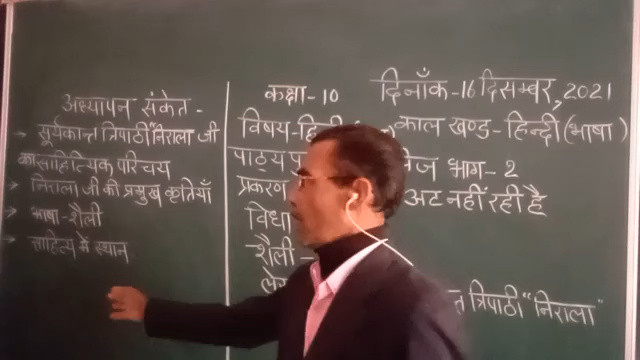 अध्यापन संकेत -
→ सूर्यकान्त त्रिपाठी "निराला जी
का साहित्यिक परिचय
→ निराला जी की प्रमुख कृतियाँ
→ भाषा-शैली
→ साहित्य में स्थान
कक्षा-10 दिनाँक-16 दिसम्बर, 2021
विषय- काल खण्ड-हिन्दी (भाषा)
भाग-2
प्रकरण अट नहीं रही है
विधा
शैली-
त्रिपाठी "निराला"